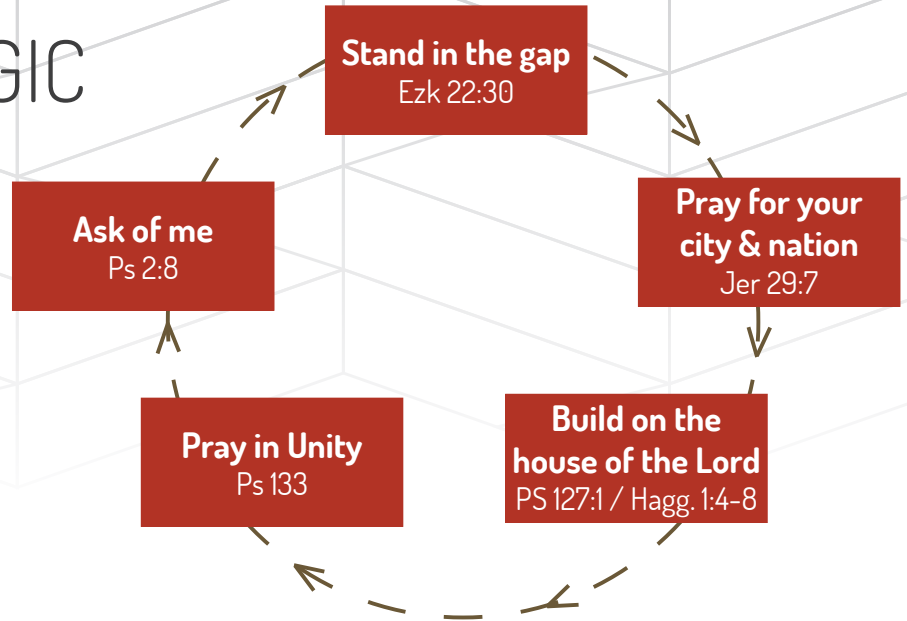 GIC
Stand in the gap
Ezk 22:30
Pray for your
city & nation
Jer 29:7
Build on the
house of the Lord
PS 127:1 / Hagg. 1:4-8
Pray in Unity
Ps 133
Ask of me
Ps 2:8